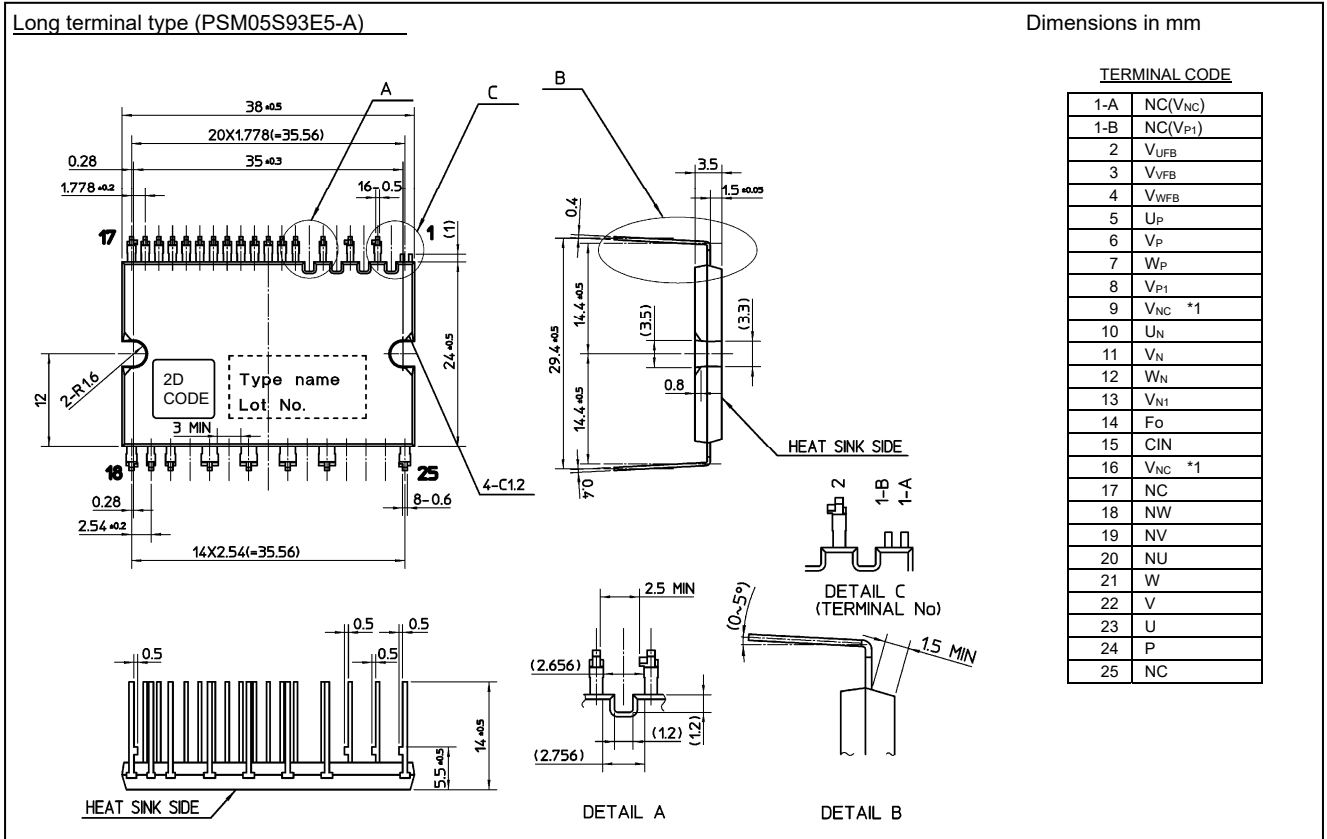 Long terminal type (PSM05S93E5-A)
Dimensions in mm
A
C
B
38 ±0.5
20X1.778(=35.56)
35 ±0.3
0.28
1.778 ±0.2
16-0.5
17
1
(1)
12
2-R1.6
2D
CODE
Type name
Lot No.
3 MIN
24 ±0.5
18
25
0.28
2.54 ±0.2
14X2.54(=35.56)
4-C1.2
8-0.6
3.5
1.5 ±0.05
0.4
29.4 ±0.5
14.4 ±0.5
14.4 ±0.5
(3.5)
(3.3)
0.8
0.4
HEAT SINK SIDE
2
1-B
1-A
DETAIL C
(TERMINAL No)
0.5
0.5
0.5
0.5
14 ±0.5
5.5 ±0.5
HEAT SINK SIDE
2.5 MIN
(2.656)
(1.2)
(1.2)
(2.756)
DETAIL A
(0~5°)
1.5 MIN
DETAIL B
TERMINAL CODE
1-A NC(VNC)
1-B NC(VP1)
2 VUFB
3 VVFB
4 VWFB
5 UP
6 VP
7 WP
8 VP1
9 VNC *1
10 UN
11 VN
12 WN
13 VN1
14 Fo
15 CIN
16 VNC *1
17 NC
18 NW
19 NV
20 NU
21 W
22 V
23 U
24 P
25 NC